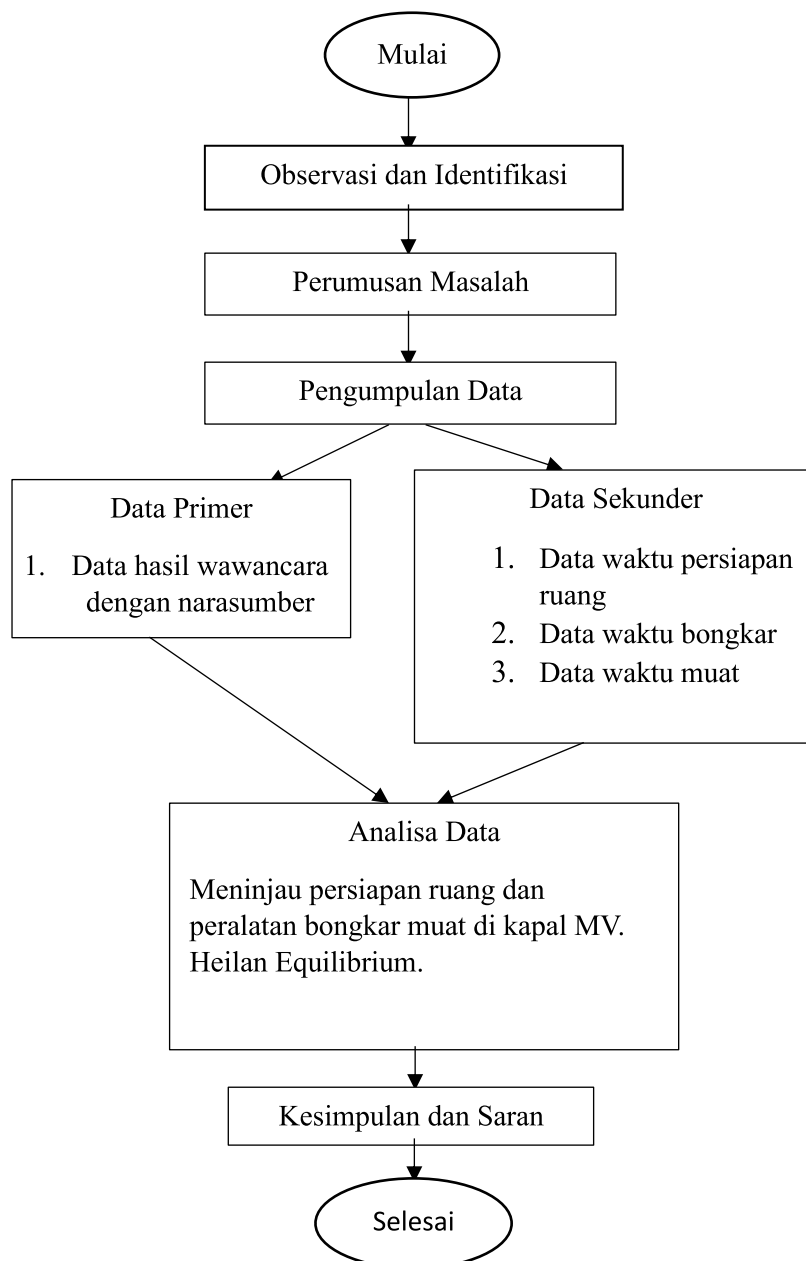 Mulai
Observasi dan Identifikasi
Perumusan Masalah
Pengumpulan Data
Data Primer
1. Data hasil wawancara
dengan narasumber
Data Sekunder
1. Data waktu persiapan
ruang
2. Data waktu bongkar
3. Data waktu muat
Analisa Data
Meninjau persiapan ruang dan
peralatan bongkar muat di kapal MV.
Heilan Equilibrium.
Kesimpulan dan Saran
Selesai